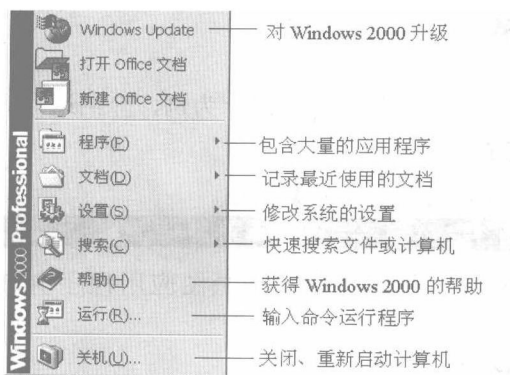 Windows Update 对 Windows 2000 升级
打开 Office 文档
新建 Office 文档
程序(P) 包含大量的应用程序
文档(D) 记录最近使用的文档
设置(S) 修改系统的设置
搜索(C) 快速搜索文件或计算机
帮助(H) 获得 Windows 2000 的帮助
运行(R)... 输入命令运行程序
关机(U)... 关闭、重新启动计算机
Windows 2000 Professional